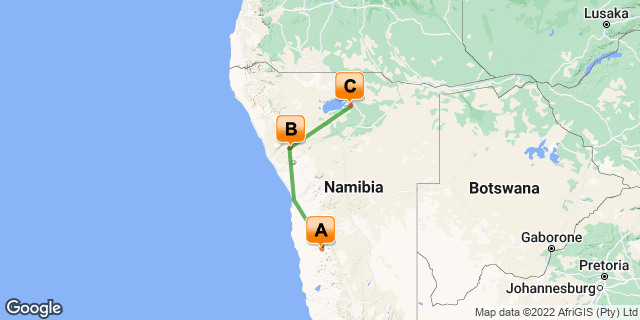 Lusaka
C
B
Namibia
Botswana
A
Gaborone
Pretoria
Johannesburg
Google
Map data ©2022 AfriGIS (Pty) Ltd